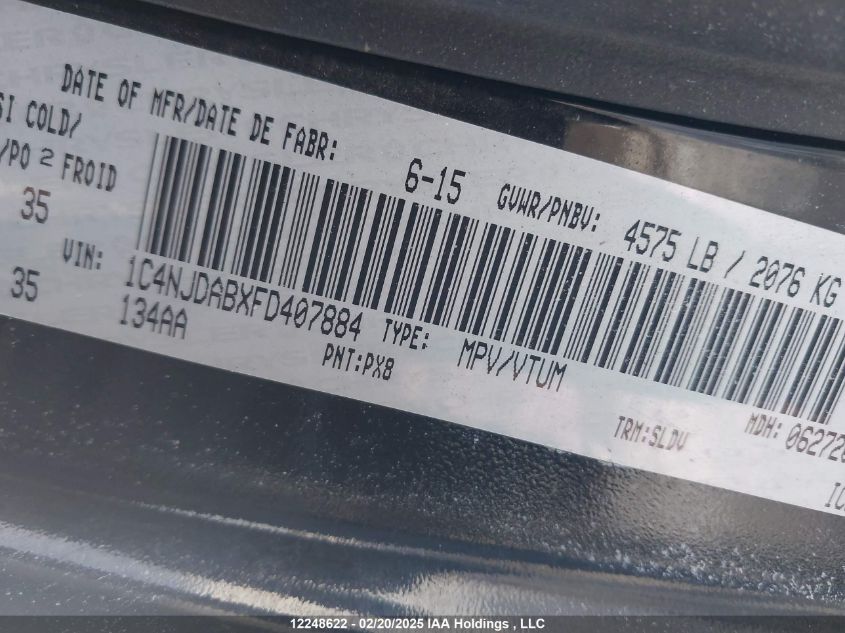 DATE OF MFR/DATE DE FABR: 6-15 GVWR/PNBV: 4575 LB / 2076 KG
SI COLD/
/PO 2 FROID
35
35
VIN: 1C4NJDABXFD407884 TYPE: MPV/VTUM
134AA
PNT:PX8
TRM:SLDV MDH: 06272
12248622 - 02/20/2025 IAA Holdings , LLC